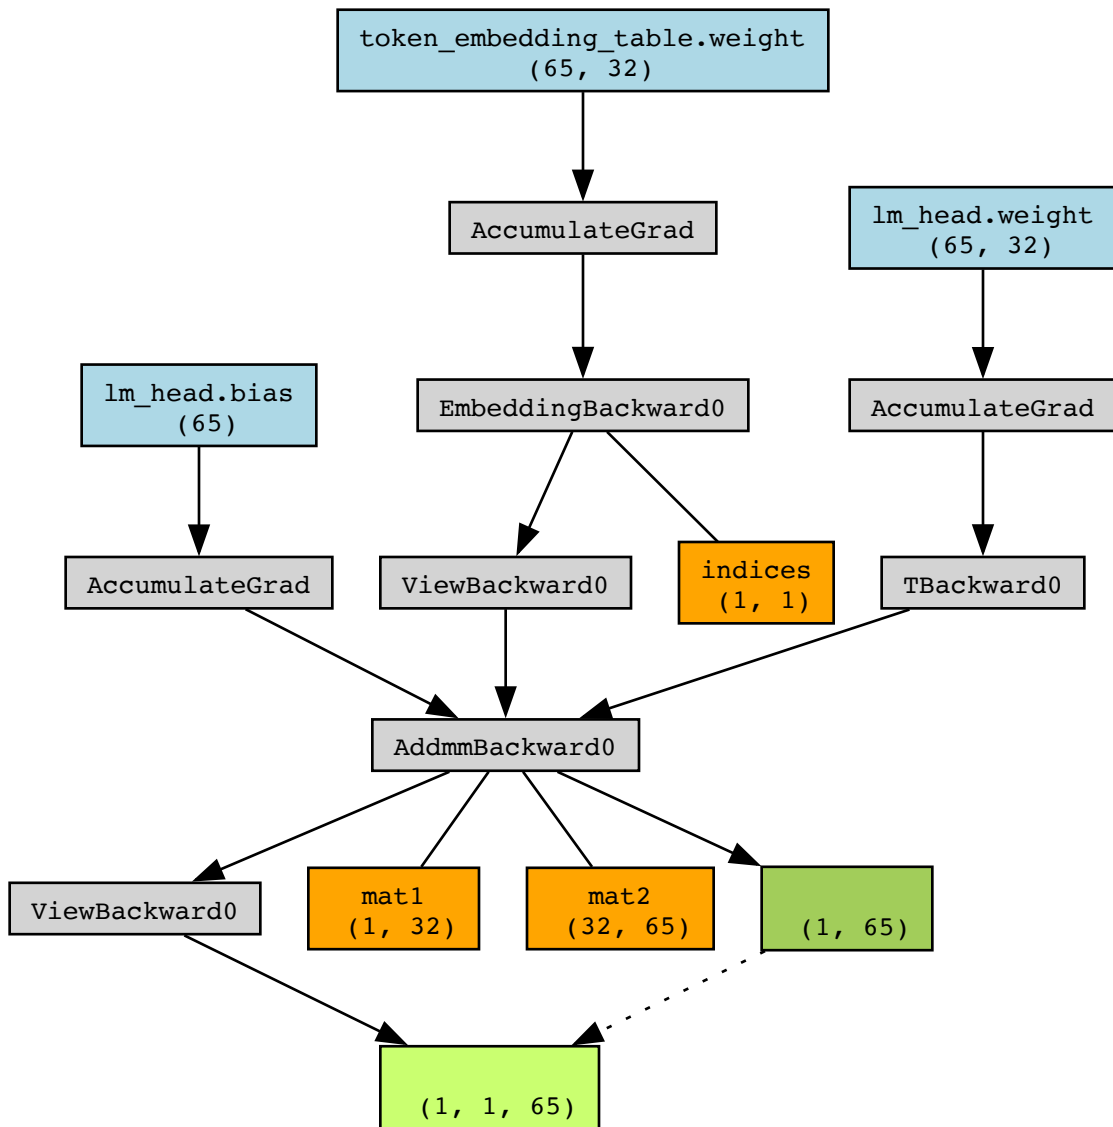 token_embedding_table.weight
(65, 32)
AccumulateGrad
lm_head.weight
(65, 32)
lm_head.bias
(65)
EmbeddingBackward0
AccumulateGrad
AccumulateGrad
ViewBackward0
indices
(1, 1)
TBackward0
AddmmBackward0
ViewBackward0
mat1
(1, 32)
mat2
(32, 65)
(1, 65)
(1, 1, 65)